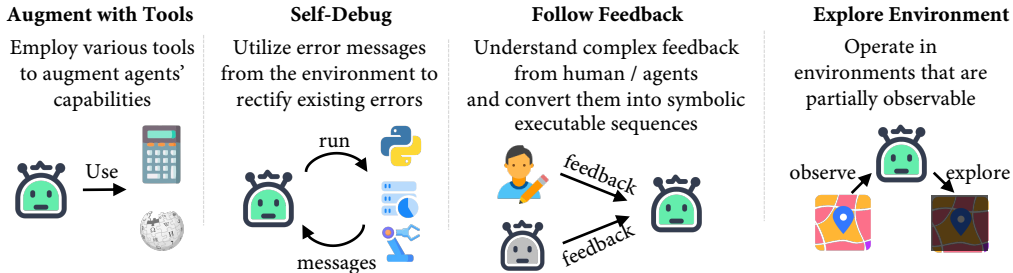 Augment with Tools
Employ various tools
to augment agents'
capabilities
Use
Self-Debug
Utilize error messages
from the environment to
rectify existing errors
run
messages
Follow Feedback
Understand complex feedback
from human / agents
and convert them into symbolic
executable sequences
feedback
feedback
Explore Environment
Operate in
environments that are
partially observable
observe
explore